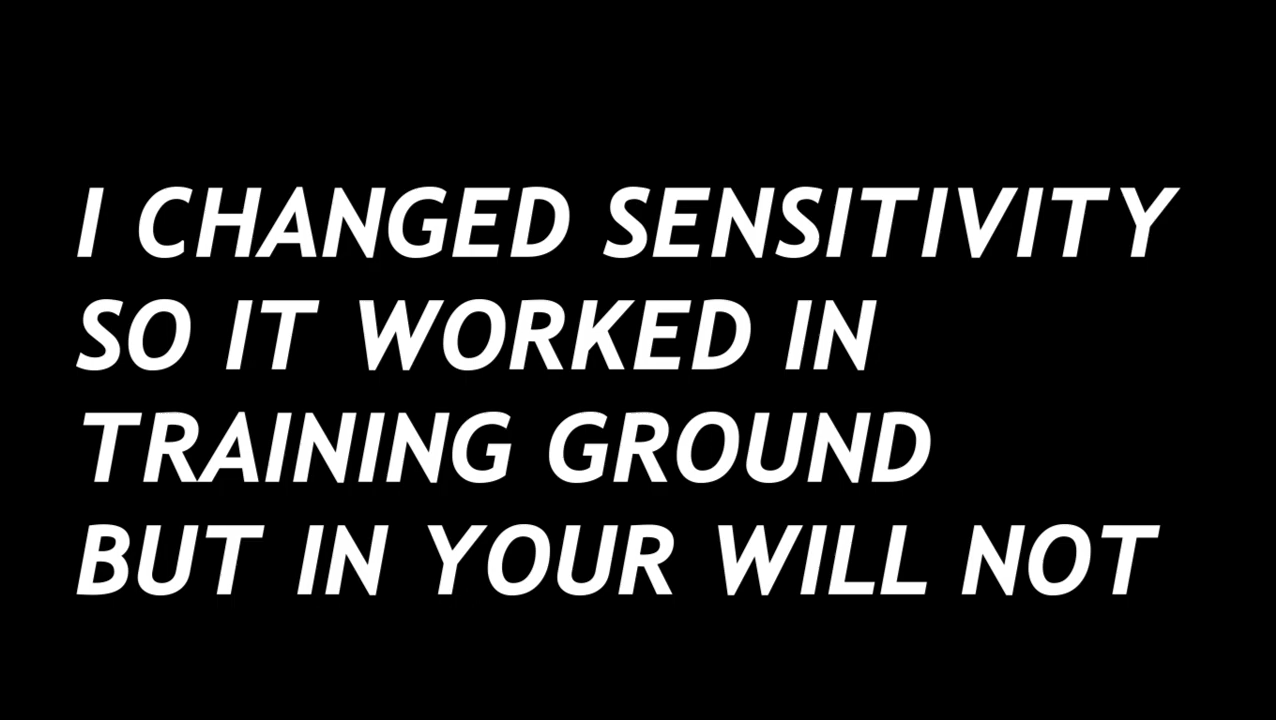 I CHANGED SENSITIVITY
SO IT WORKED IN
TRAINING GROUND
BUT IN YOUR WILL NOT